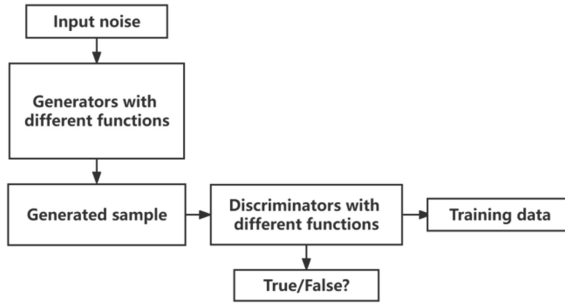 Input noise
Generators with
different functions
Generated sample
Discriminators with
different functions
Training data
True/False?